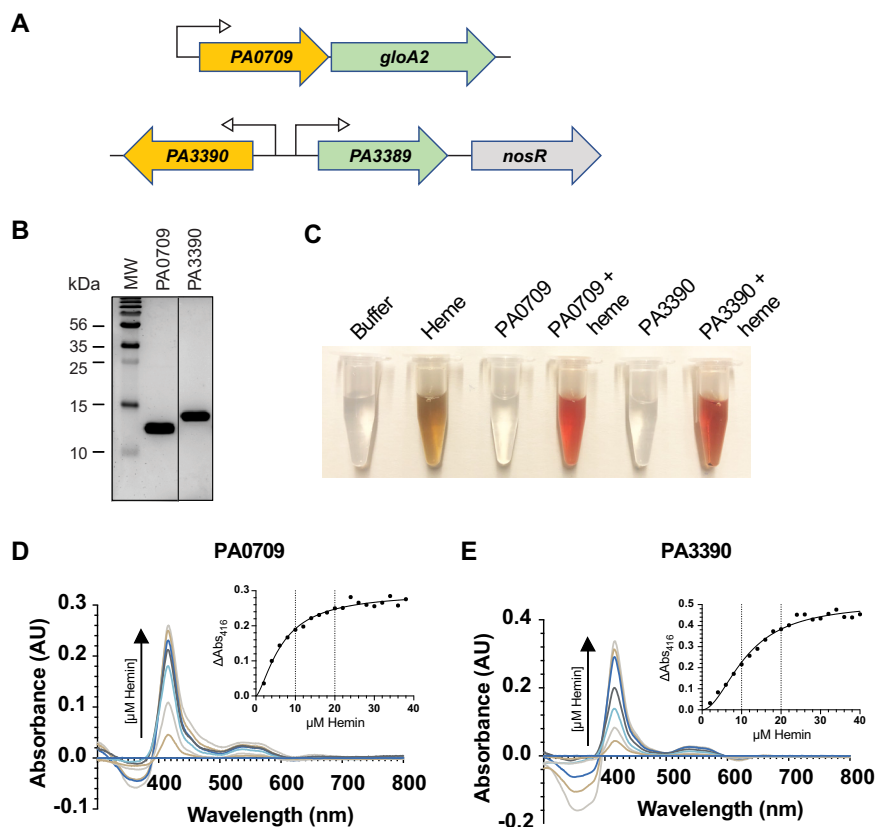 A
PA0709 gloA2
PA3390 PA3389 nosR
B
kDa MW PA0709 PA3390
56
35
25
15
10
C
Buffer Heme PA0709 PA0709 + heme PA3390 PA3390 + heme
D
PA0709
Absorbance (AU)
0.3
0.2
0.1
0.0
-0.1
[µM Hemin]
400 500 600 700 800
Wavelength (nm)
ΔAbs416
0.3
0.2
0.1
0.0
0 10 20 30 40
µM Hemin
E
PA3390
Absorbance (AU)
0.4
0.2
0.0
-0.2
[µM Hemin]
400 500 600 700 800
Wavelength (nm)
ΔAbs416
0.5
0.4
0.3
0.2
0.1
0.0
0 10 20 30 40
µM Hemin